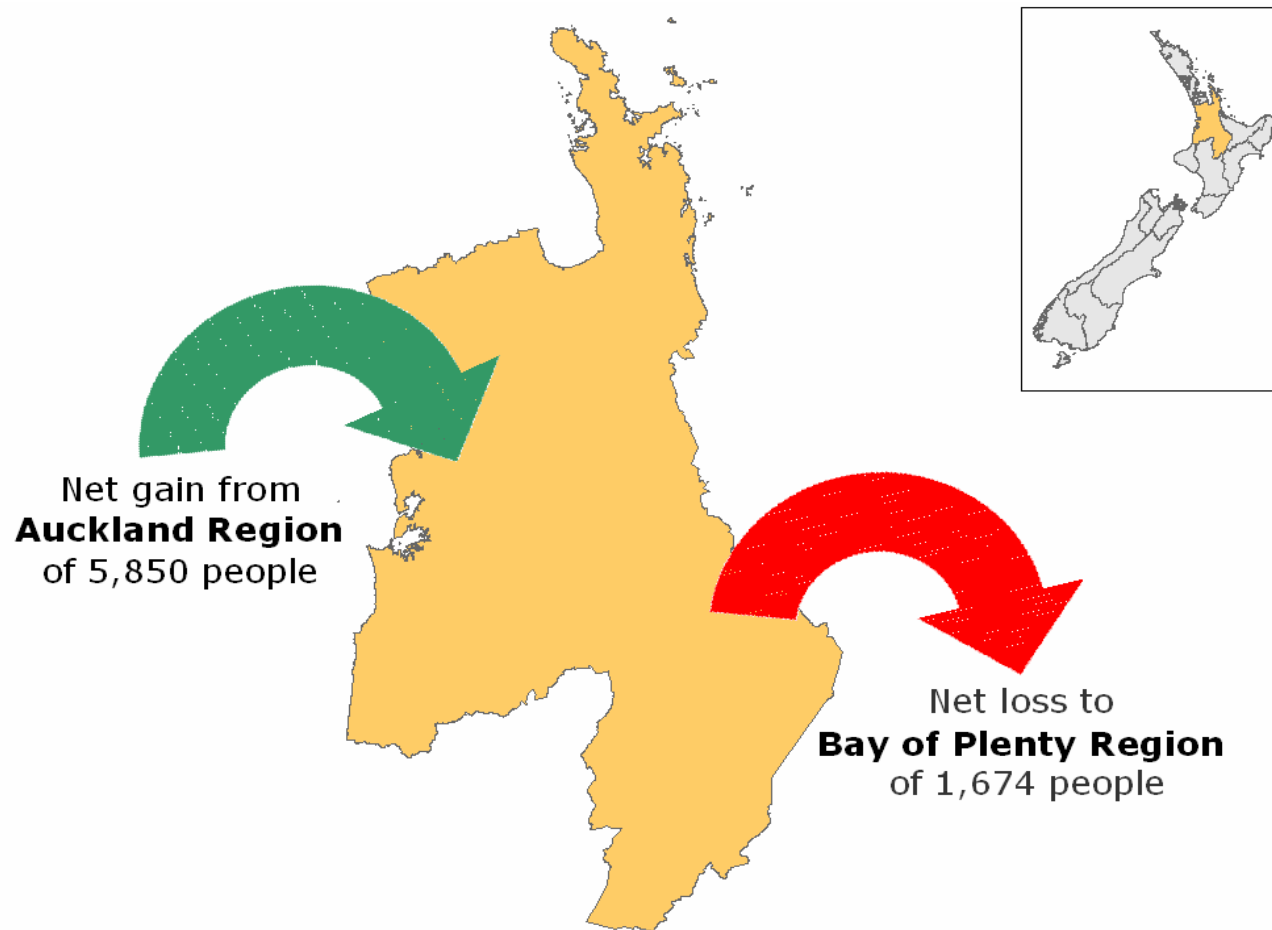 Net gain from
Auckland Region
of 5,850 people
Net loss to
Bay of Plenty Region
of 1,674 people